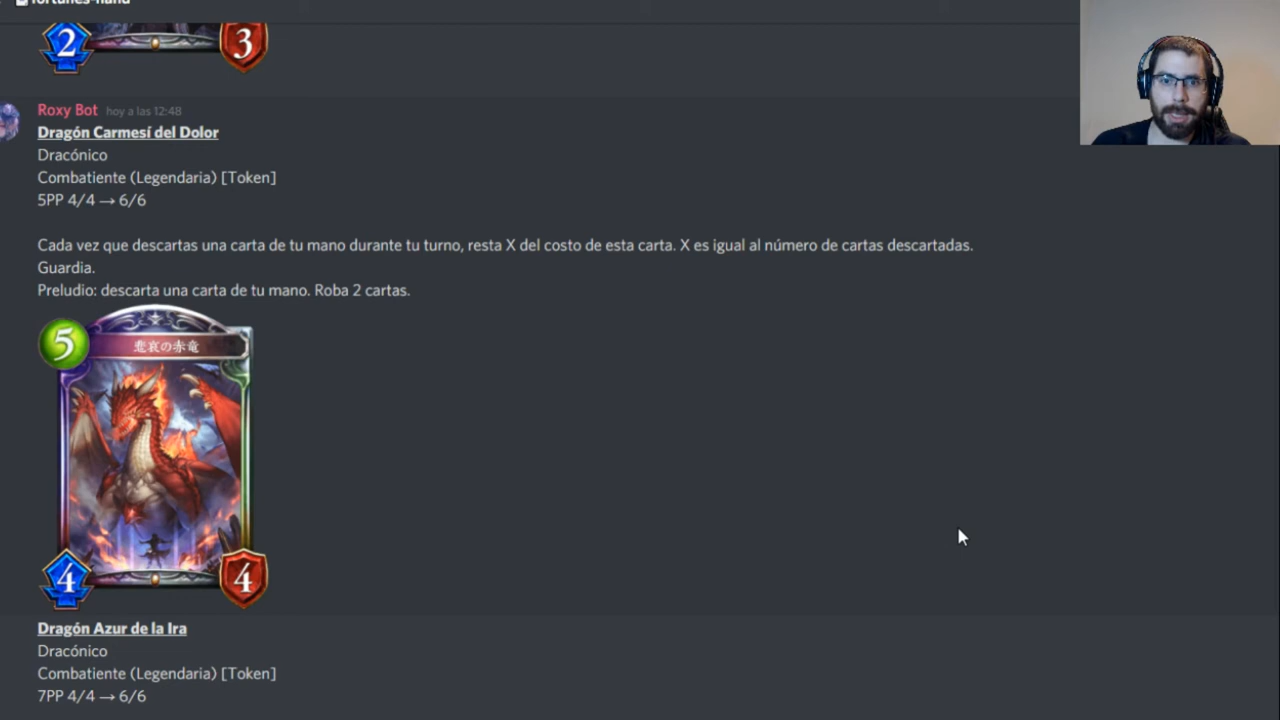 fortunes-hand
2
3
Roxy Bot hoy a las 12:48
Dragón Carmesí del Dolor
Dracónico
Combatiente (Legendaria) [Token]
5PP 4/4 → 6/6
Cada vez que descartas una carta de tu mano durante tu turno, resta X del costo de esta carta. X es igual al número de cartas descartadas.
Guardia.
Preludio: descarta una carta de tu mano. Roba 2 cartas.
5
悲哀の赤竜
4
4
Dragón Azur de la Ira
Dracónico
Combatiente (Legendaria) [Token]
7PP 4/4 → 6/6